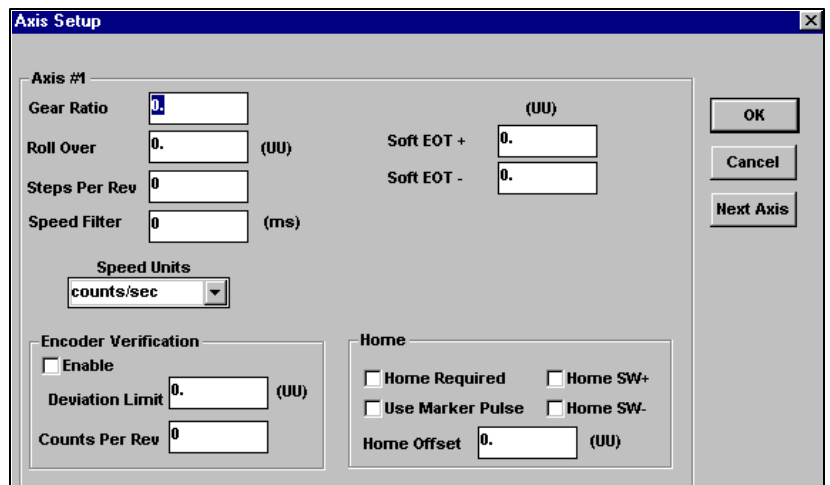 Axis Setup
Axis #1
Gear Ratio 0.
Roll Over 0. (UU)
Steps Per Rev 0
Speed Filter 0 (ms)
Speed Units
counts/sec
(UU)
Soft EOT + 0.
Soft EOT - 0.
OK
Cancel
Next Axis
Encoder Verification
Enable
Deviation Limit 0. (UU)
Counts Per Rev 0
Home
Home Required Home SW+
Use Marker Pulse Home SW-
Home Offset 0. (UU)